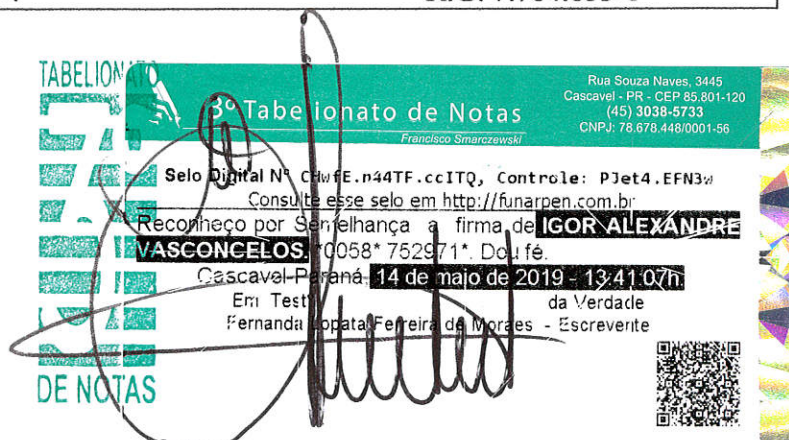 TABELIONATO
3º Tabelionato de Notas
Francisco Smarczewski
Rua Souza Naves, 3445
Cascavel - PR - CEP 85.801-120
(45) 3038-5733
CNPJ: 78.678.448/0001-56
Selo Digital Nº CHwfE.n44TF.ccITQ, Controle: PJet4.EFN3w
Consulte esse selo em http://funarpen.com.br
Reconheço por Semelhança a firma de IGOR ALEXANDRE
VASCONCELOS. *0058* 752971*. Dou fé.
Cascavel-Paraná, 14 de maio de 2019 - 13:41:07h
Em Test da Verdade
Fernanda Lopata Ferreira de Moraes - Escrevente
DE NOTAS